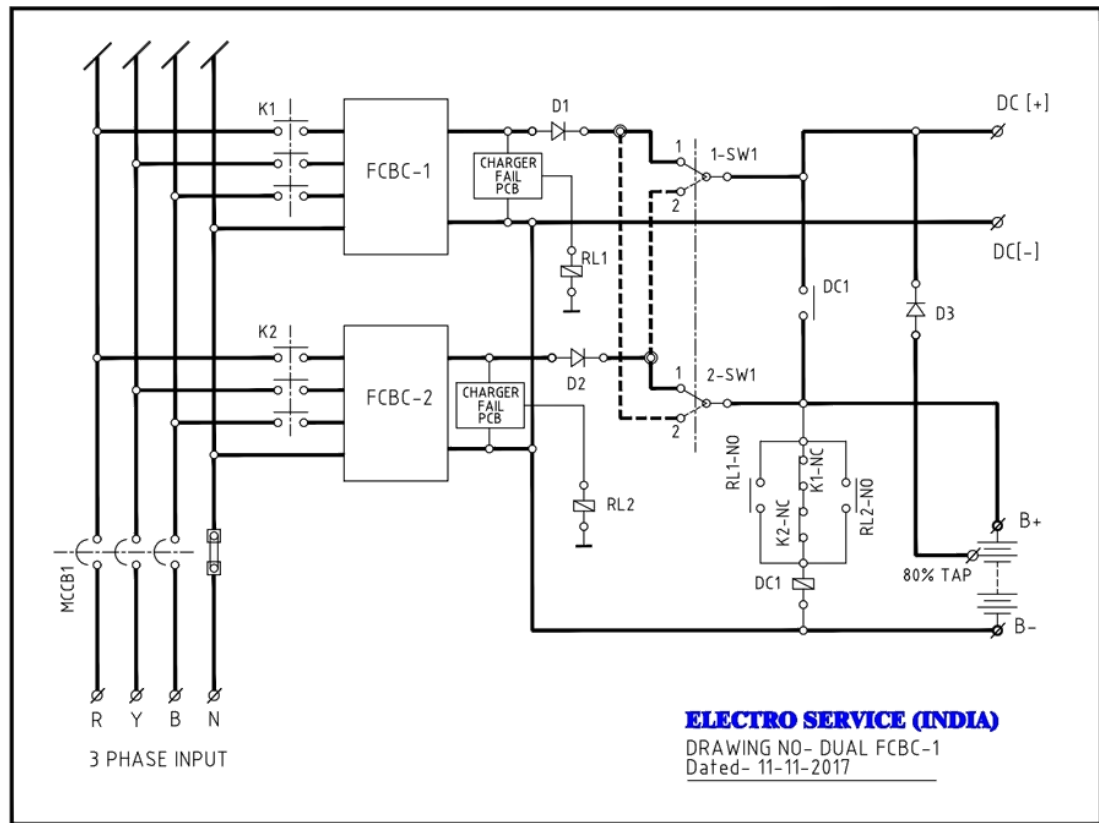 K1
FCBC-1
D1
CHARGER
FAIL
PCB
RL1
1
1-SW1
2
DC [+]
DC[-]
DC1
D3
K2
FCBC-2
D2
CHARGER
FAIL
PCB
RL2
1
2-SW1
2
RL1-NO
K1-NC
K2-NC
RL2-NO
DC1
B+
80% TAP
B-
MCCB1
R Y B N
3 PHASE INPUT
ELECTRO SERVICE (INDIA)
DRAWING NO- DUAL FCBC-1
Dated- 11-11-2017